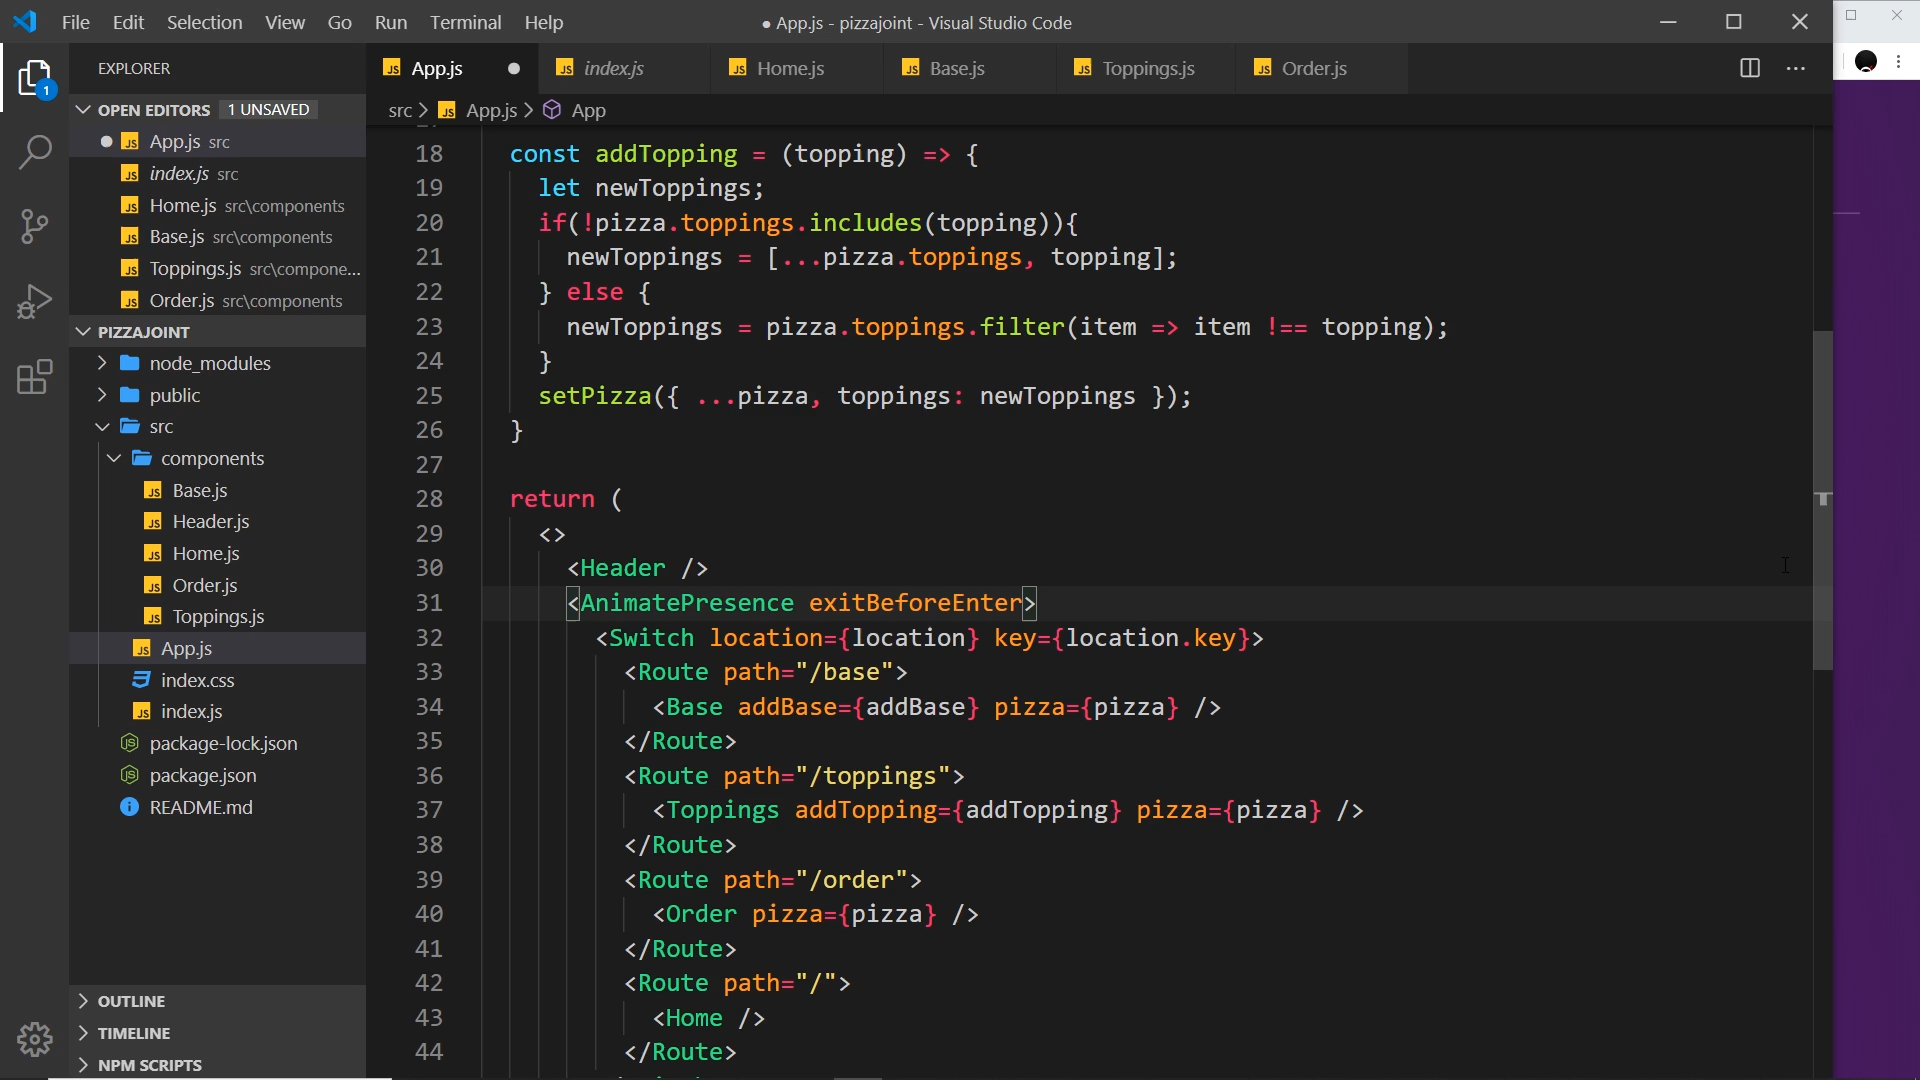 File Edit Selection View Go Run Terminal Help
● App.js - pizzajoint - Visual Studio Code
EXPLORER
OPEN EDITORS 1 UNSAVED
App.js src
index.js src
Home.js src\components
Base.js src\components
Toppings.js src\compone...
Order.js src\components
PIZZAJOINT
node_modules
public
src
components
Base.js
Header.js
Home.js
Order.js
Toppings.js
App.js
index.css
index.js
package-lock.json
package.json
README.md
OUTLINE
TIMELINE
NPM SCRIPTS
1
App.js index.js Home.js Base.js Toppings.js Order.js
src > App.js > App
18 const addTopping = (topping) => {
19 let newToppings;
20 if(!pizza.toppings.includes(topping)){
21 newToppings = [...pizza.toppings, topping];
22 } else {
23 newToppings = pizza.toppings.filter(item => item !== topping);
24 }
25 setPizza({ ...pizza, toppings: newToppings });
26 }
27
28 return (
29 <>
30 <Header />
31 <AnimatePresence exitBeforeEnter>
32 <Switch location={location} key={location.key}>
33 <Route path="/base">
34 <Base addBase={addBase} pizza={pizza} />
35 </Route>
36 <Route path="/toppings">
37 <Toppings addTopping={addTopping} pizza={pizza} />
38 </Route>
39 <Route path="/order">
40 <Order pizza={pizza} />
41 </Route>
42 <Route path="/">
43 <Home />
44 </Route>